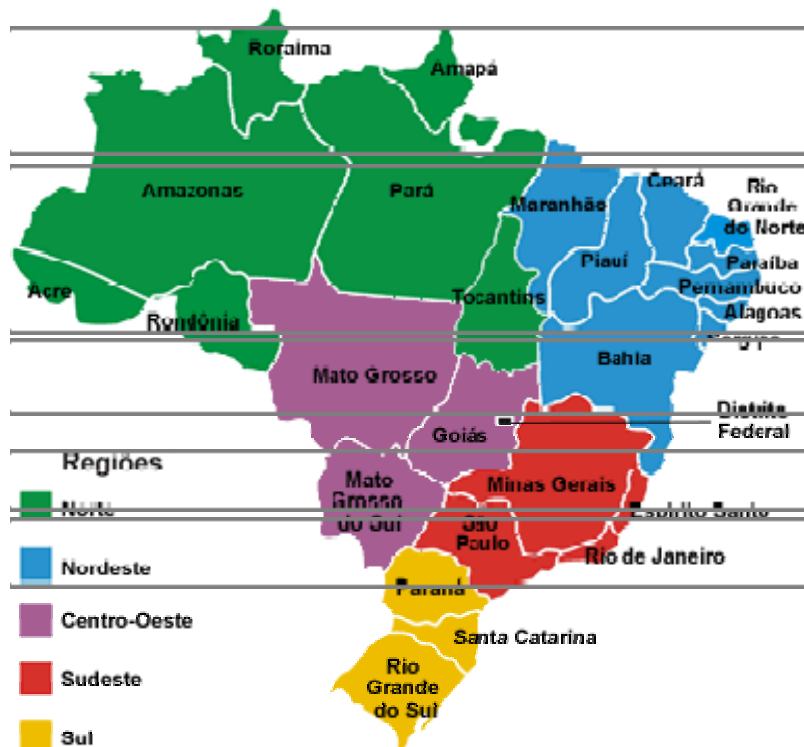 Roraima
Amapá
Amazonas
Pará
Maranhão
Ceará
Rio
Grande
do Norte
Piauí
Paraíba
Pernambuco
Alagoas
Sergipe
Acre
Rondônia
Tocantins
Bahia
Mato Grosso
Goiás
Distrito
Federal
Mato
Grosso
do Sul
Minas Gerais
Espírito Santo
São
Paulo
Rio de Janeiro
Paraná
Santa Catarina
Rio
Grande
do Sul
Regiões
Norte
Nordeste
Centro-Oeste
Sudeste
Sul